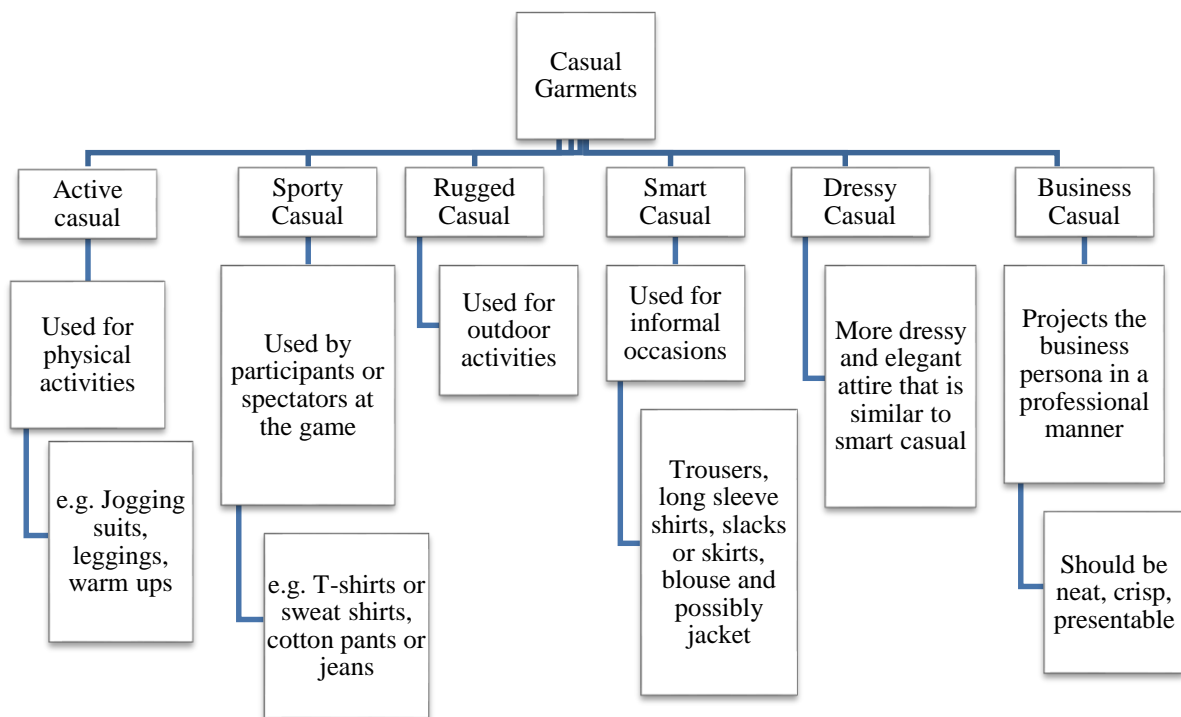 Casual
Garments
Active
casual
Sporty
Casual
Rugged
Casual
Smart
Casual
Dressy
Casual
Business
Casual
Used for
physical
activities
Used by
participants or
spectators at
the game
Used for
outdoor
activities
Used for
informal
occasions
More dressy
and elegant
attire that is
similar to
smart casual
Projects the
business
persona in a
professional
manner
e.g. Jogging
suits,
leggings,
warm ups
e.g. T-shirts or
sweat shirts,
cotton pants or
jeans
Trousers,
long sleeve
shirts, slacks
or skirts,
blouse and
possibly
jacket
Should be
neat, crisp,
presentable